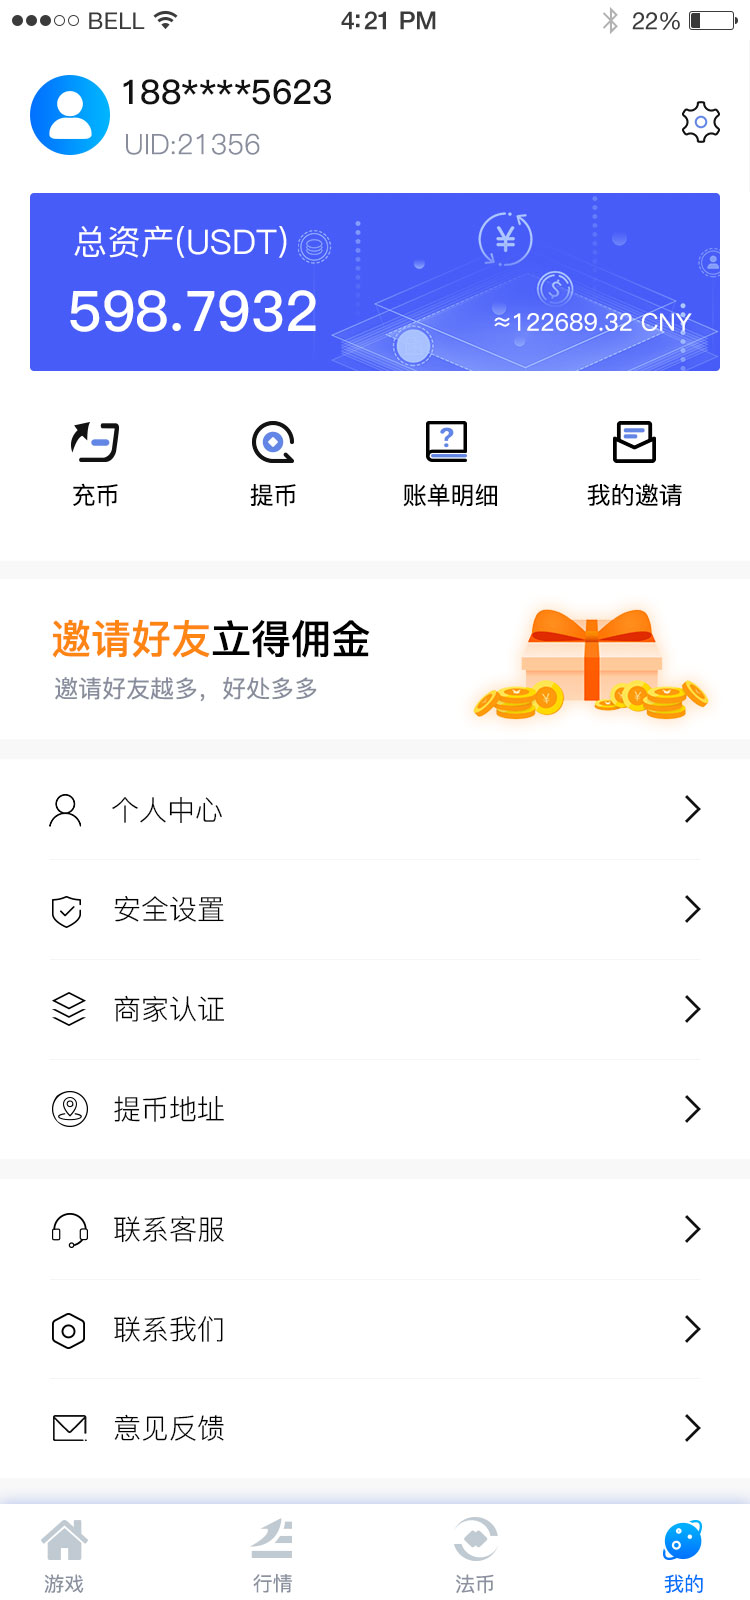 BELL 4:21 PM 22%
188****5623
UID:21356
总资产(USDT)
598.7932
≈122689.32 CNY
充币 提币 账单明细 我的邀请
邀请好友立得佣金
邀请好友越多，好处多多
个人中心
安全设置
商家认证
提币地址
联系客服
联系我们
意见反馈
游戏 行情 法币 我的